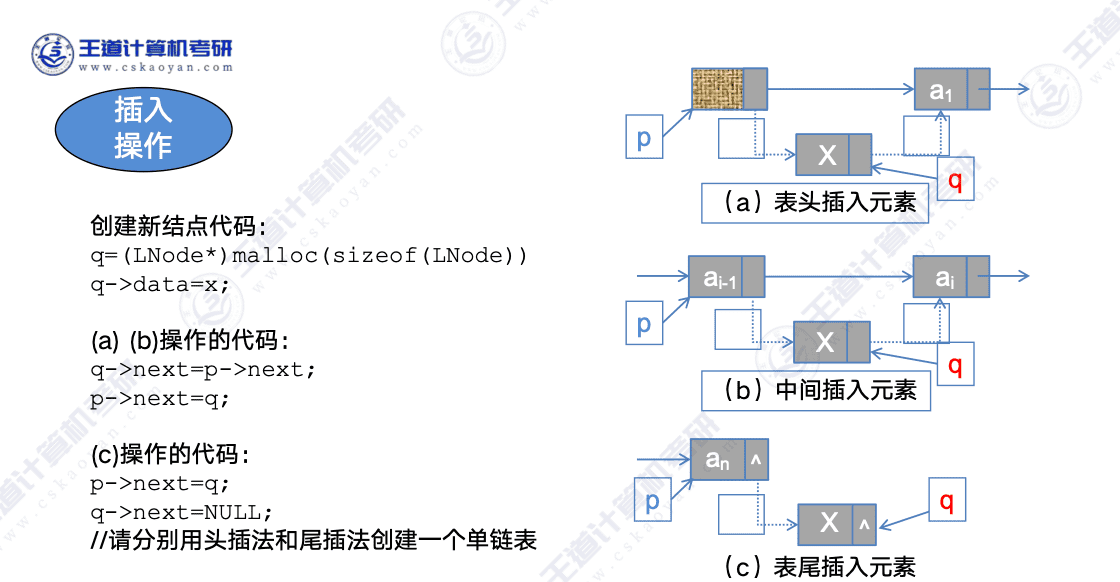 王道计算机考研
www.cskaoyan.com
插入
操作
创建新结点代码：
q=(LNode*)malloc(sizeof(LNode))
q->data=x;
(a) (b)操作的代码：
q->next=p->next;
p->next=q;
(c)操作的代码：
p->next=q;
q->next=NULL;
//请分别用头插法和尾插法创建一个单链表
a1
p
X
q
（a）表头插入元素
ai-1
ai
p
X
q
（b）中间插入元素
an
^
p
X
^
q
（c）表尾插入元素